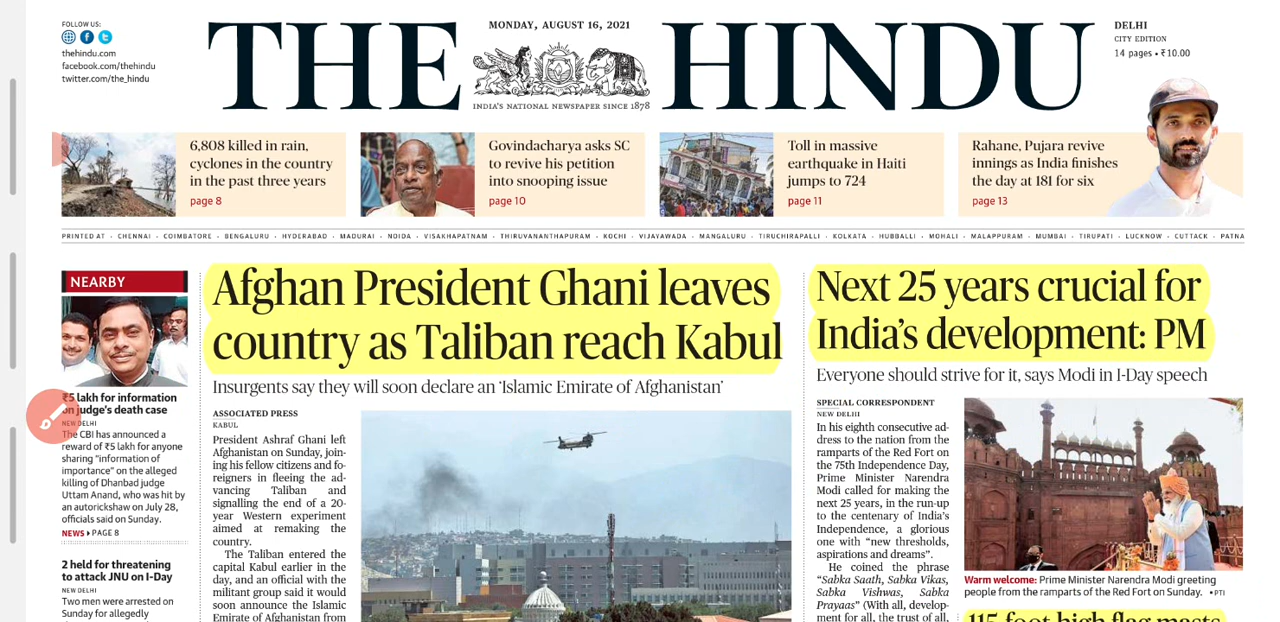 FOLLOW US:
thehindu.com
facebook.com/thehindu
twitter.com/the_hindu
THE HINDU
MONDAY, AUGUST 16, 2021
INDIA'S NATIONAL NEWSPAPER SINCE 1878
DELHI
CITY EDITION
14 pages • ₹10.00
6,808 killed in rain,
cyclones in the country
in the past three years
page 8
Govindacharya asks SC
to revive his petition
into snooping issue
page 10
Toll in massive
earthquake in Haiti
jumps to 724
page 11
Rahane, Pujara revive
innings as India finishes
the day at 181 for six
page 13
PRINTED AT · CHENNAI · COIMBATORE · BENGALURU · HYDERABAD · MADURAI · NOIDA · VISAKHAPATNAM · THIRUVANANTHAPURAM · KOCHI · VIJAYAWADA · MANGALURU · TIRUCHIRAPALLI · KOLKATA · HUBBALLI · MOHALI · MALAPPURAM · MUMBAI · TIRUPATI · LUCKNOW · CUTTACK · PATNA
NEARBY
₹5 lakh for information
on judge's death case
NEW DELHI
The CBI has announced a
reward of ₹5 lakh for anyone
sharing "information of
importance" on the alleged
killing of Dhanbad judge
Uttam Anand, who was hit by
an autorickshaw on July 28,
officials said on Sunday.
NEWS ▸ PAGE 8
2 held for threatening
to attack JNU on I-Day
NEW DELHI
Two men were arrested on
Sunday for allegedly
Afghan President Ghani leaves
country as Taliban reach Kabul
Insurgents say they will soon declare an 'Islamic Emirate of Afghanistan'
ASSOCIATED PRESS
KABUL
President Ashraf Ghani left
Afghanistan on Sunday, join-
ing his fellow citizens and fo-
reigners in fleeing the ad-
vancing Taliban and
signalling the end of a 20-
year Western experiment
aimed at remaking the
country.
The Taliban entered the
capital Kabul earlier in the
day, and an official with the
militant group said it would
soon announce the Islamic
Emirate of Afghanistan from
Next 25 years crucial for
India's development: PM
Everyone should strive for it, says Modi in I-Day speech
SPECIAL CORRESPONDENT
NEW DELHI
In his eighth consecutive ad-
dress to the nation from the
ramparts of the Red Fort on
the 75th Independence Day,
Prime Minister Narendra
Modi called for making the
next 25 years, in the run-up
to the centenary of India's
Independence, a glorious
one with "new thresholds,
aspirations and dreams".
He coined the phrase
"Sabka Saath, Sabka Vikas,
Sabka Vishwas, Sabka
Prayaas" (With all, develop-
ment for all, the trust of all,
Warm welcome: Prime Minister Narendra Modi greeting
people from the ramparts of the Red Fort on Sunday. • PTI
115-foot high flag masts